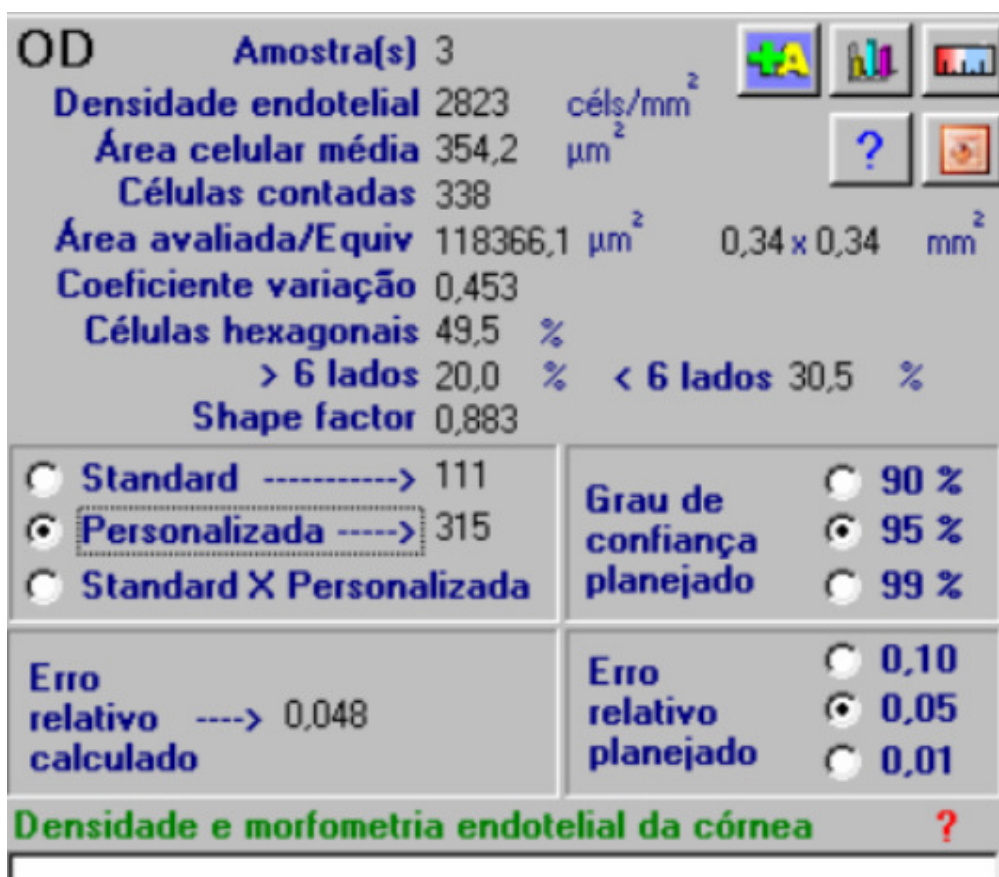 OD Amostra(s) 3
Densidade endotelial 2823 céls/mm²
Área celular média 354,2 µm²
Células contadas 338
Área avaliada/Equiv 118366,1 µm² 0,34 x 0,34 mm²
Coeficiente variação 0,453
Células hexagonais 49,5 %
> 6 lados 20,0 % < 6 lados 30,5 %
Shape factor 0,883
+A
?
Standard -----------> 111
Personalizada -----> 315
Standard X Personalizada
Grau de
confiança
planejado
90 %
95 %
99 %
Erro
relativo ----> 0,048
calculado
Erro
relativo
planejado
0,10
0,05
0,01
Densidade e morfometria endotelial da córnea ?